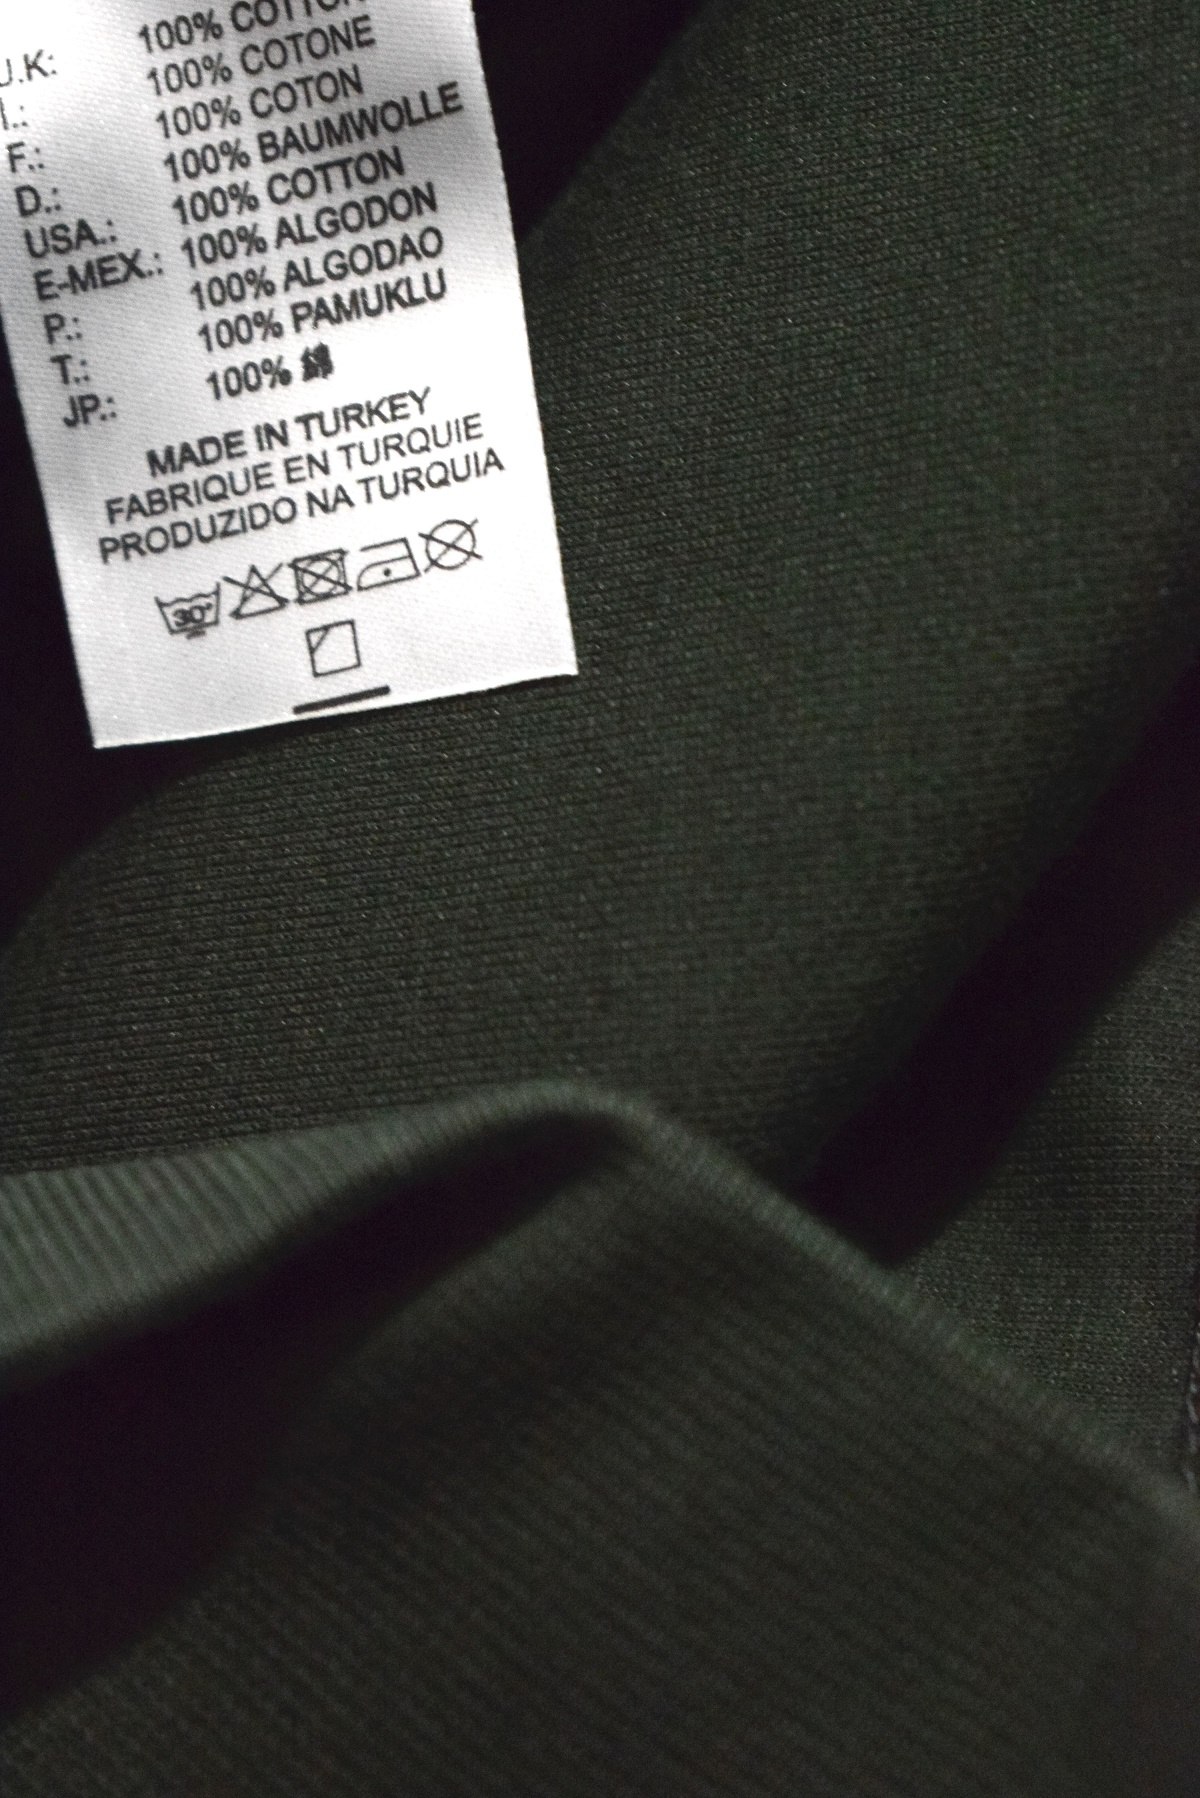 U.K: 100% COTTON
I.: 100% COTONE
F.: 100% COTON
D.: 100% BAUMWOLLE
USA.: 100% COTTON
E-MEX.: 100% ALGODON
P.: 100% ALGODAO
T.: 100% PAMUKLU
JP.: 100% 綿
MADE IN TURKEY
FABRIQUE EN TURQUIE
PRODUZIDO NA TURQUIA
30°